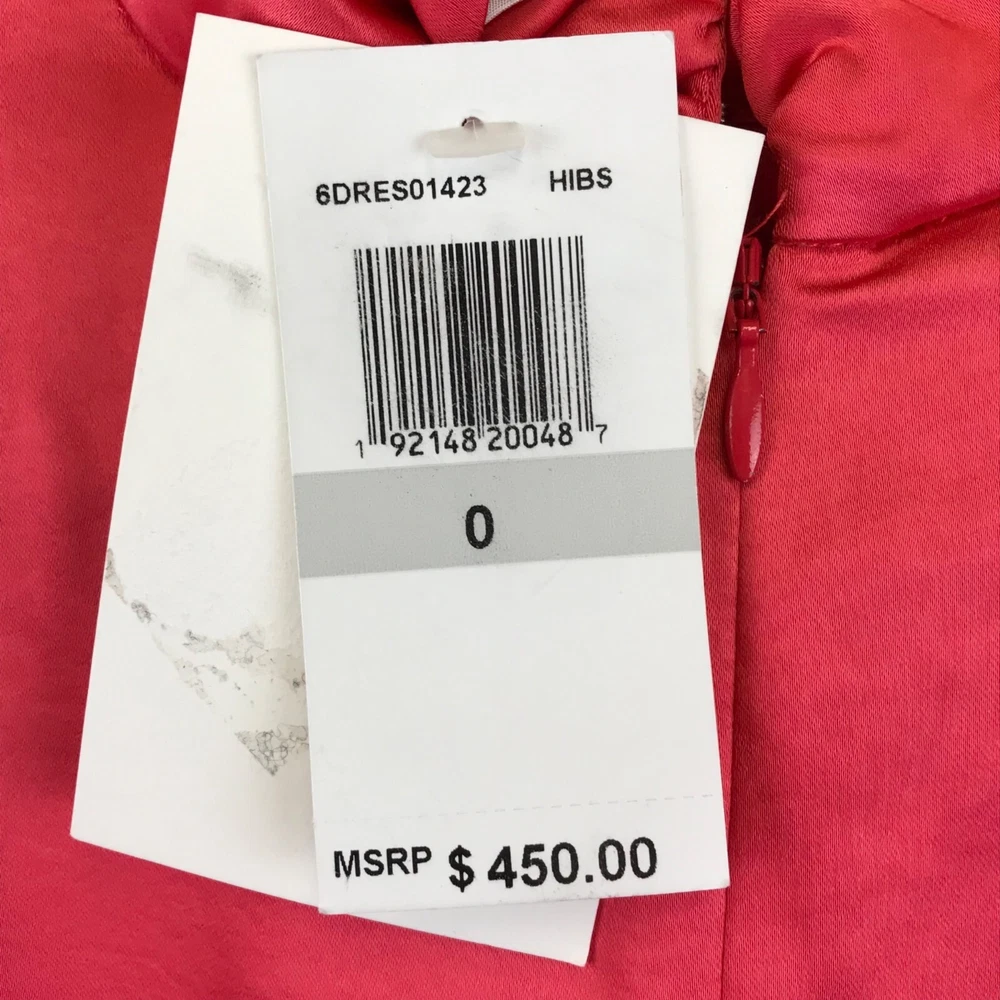 6DRES01423 HIBS
1 92148 20048 7
0
MSRP $ 450.00